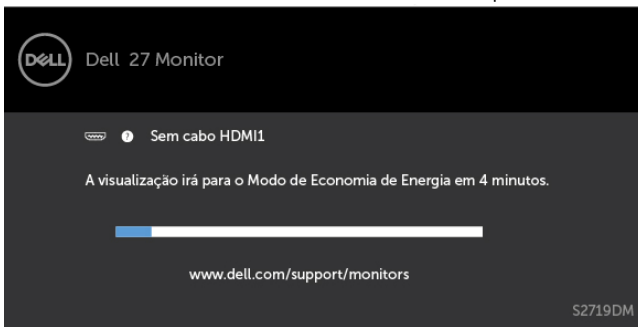 DELL
Dell 27 Monitor
? Sem cabo HDMI1
A visualização irá para o Modo de Economia de Energia em 4 minutos.
www.dell.com/support/monitors
S2719DM